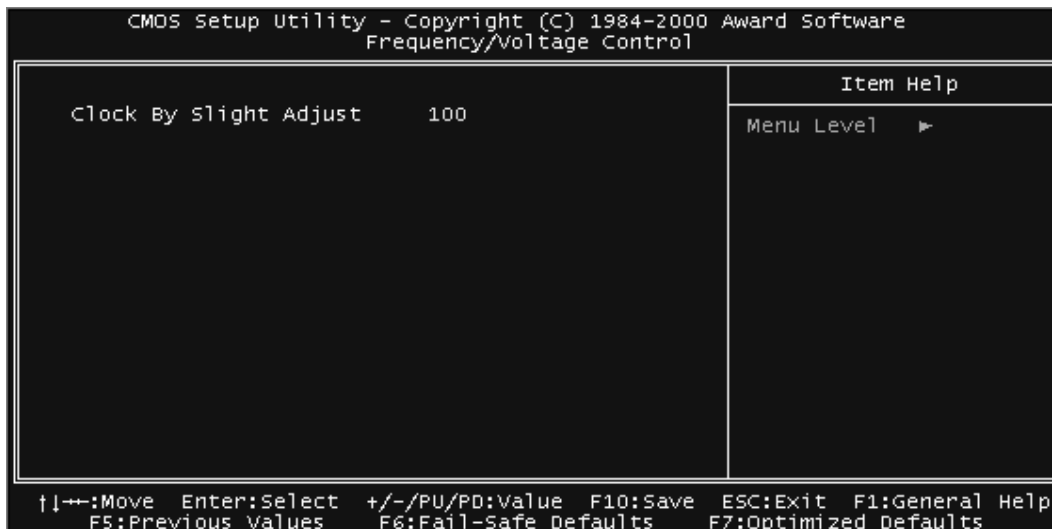 CMOS Setup Utility – Copyright (C) 1984–2000 Award Software
Frequency/Voltage Control
Item Help
Clock By Slight Adjust 100
Menu Level ►
↑↓→←:Move Enter:Select +/-/PU/PD:Value F10:Save ESC:Exit F1:General Help
F5:Previous Values F6:Fail-Safe Defaults F7:Optimized Defaults